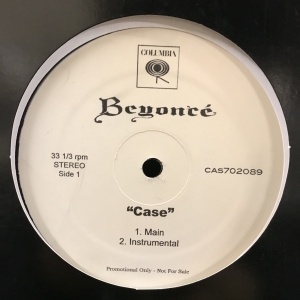 COLUMBIA
Beyoncé
33 1/3 rpm
STEREO
Side 1
CAS702089
"Case"
1. Main
2. Instrumental
Promotional Only - Not For Sale